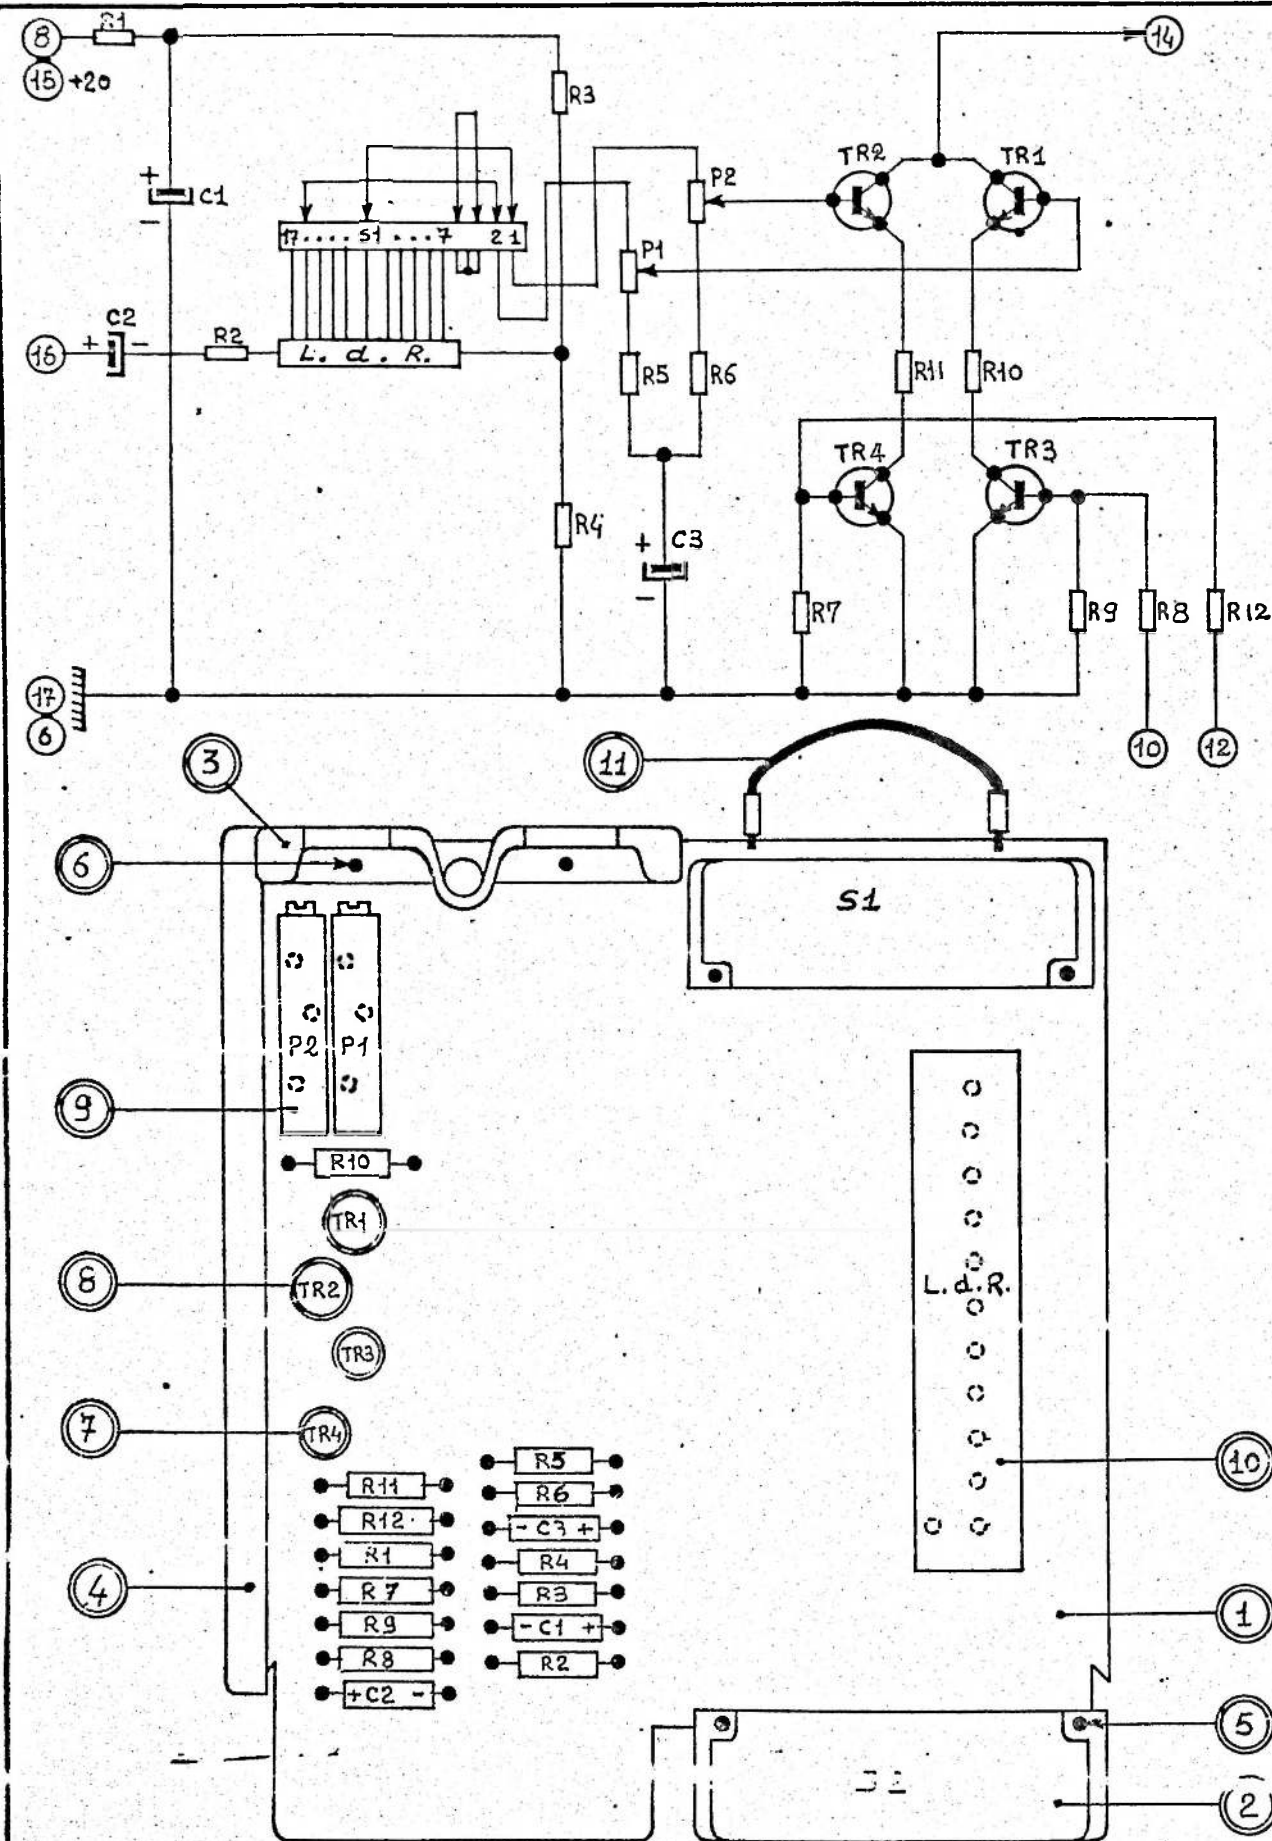 8
R1
15 +20
14
R3
TR2
TR1
+
C1
-
P2
17.... S1 ...7 2 1
P1
C2
16
+
-
R2
L. d. R.
R5
R6
R11
R10
TR4
TR3
R4
+
C3
-
R7
R9
R8
R12
17
6
10
12
3
11
6
S1
P2
P1
9
R10
TR1
8
TR2
L.d.R.
TR3
7
TR4
R5
10
R11
R6
R12
- C3 +
R1
R4
4
R7
R3
1
R9
- C1 +
R8
R2
+ C2 -
5
2